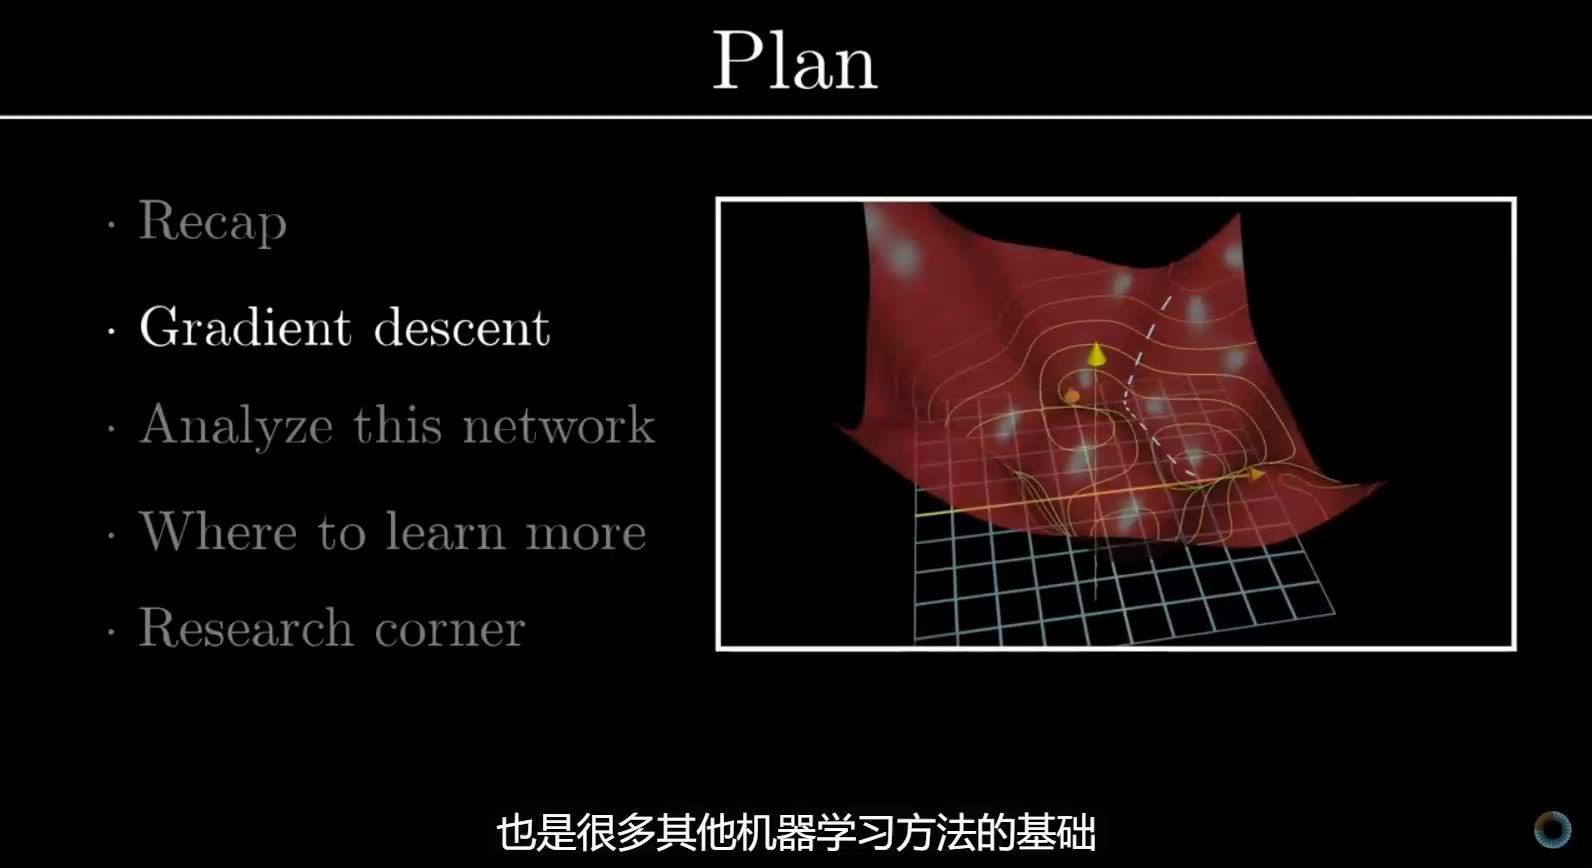 Plan
· Recap
· Gradient descent
· Analyze this network
· Where to learn more
· Research corner
也是很多其他机器学习方法的基础